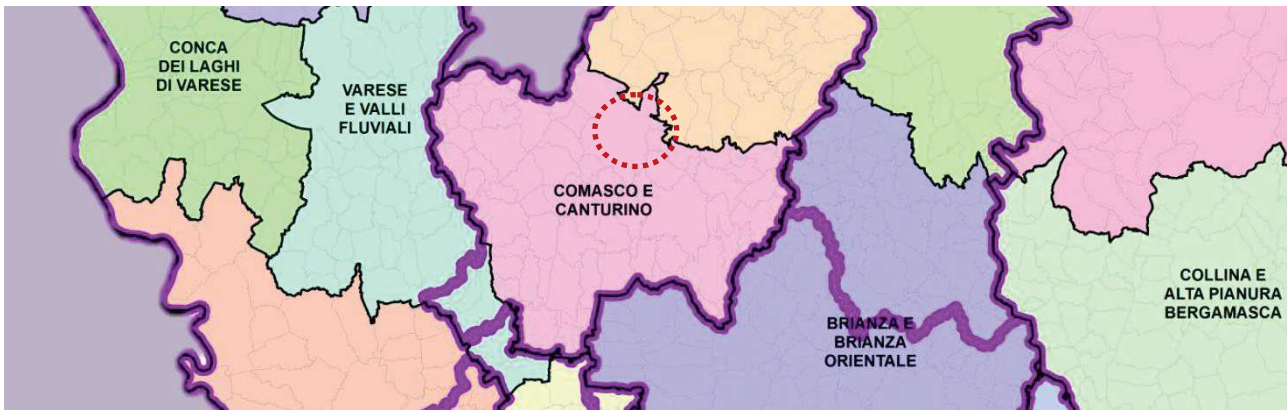 CONCA
DEI LAGHI
DI VARESE
VARESE
E VALLI
FLUVIALI
COMASCO E
CANTURINO
BRIANZA E
BRIANZA
ORIENTALE
COLLINA E
ALTA PIANURA
BERGAMASCA